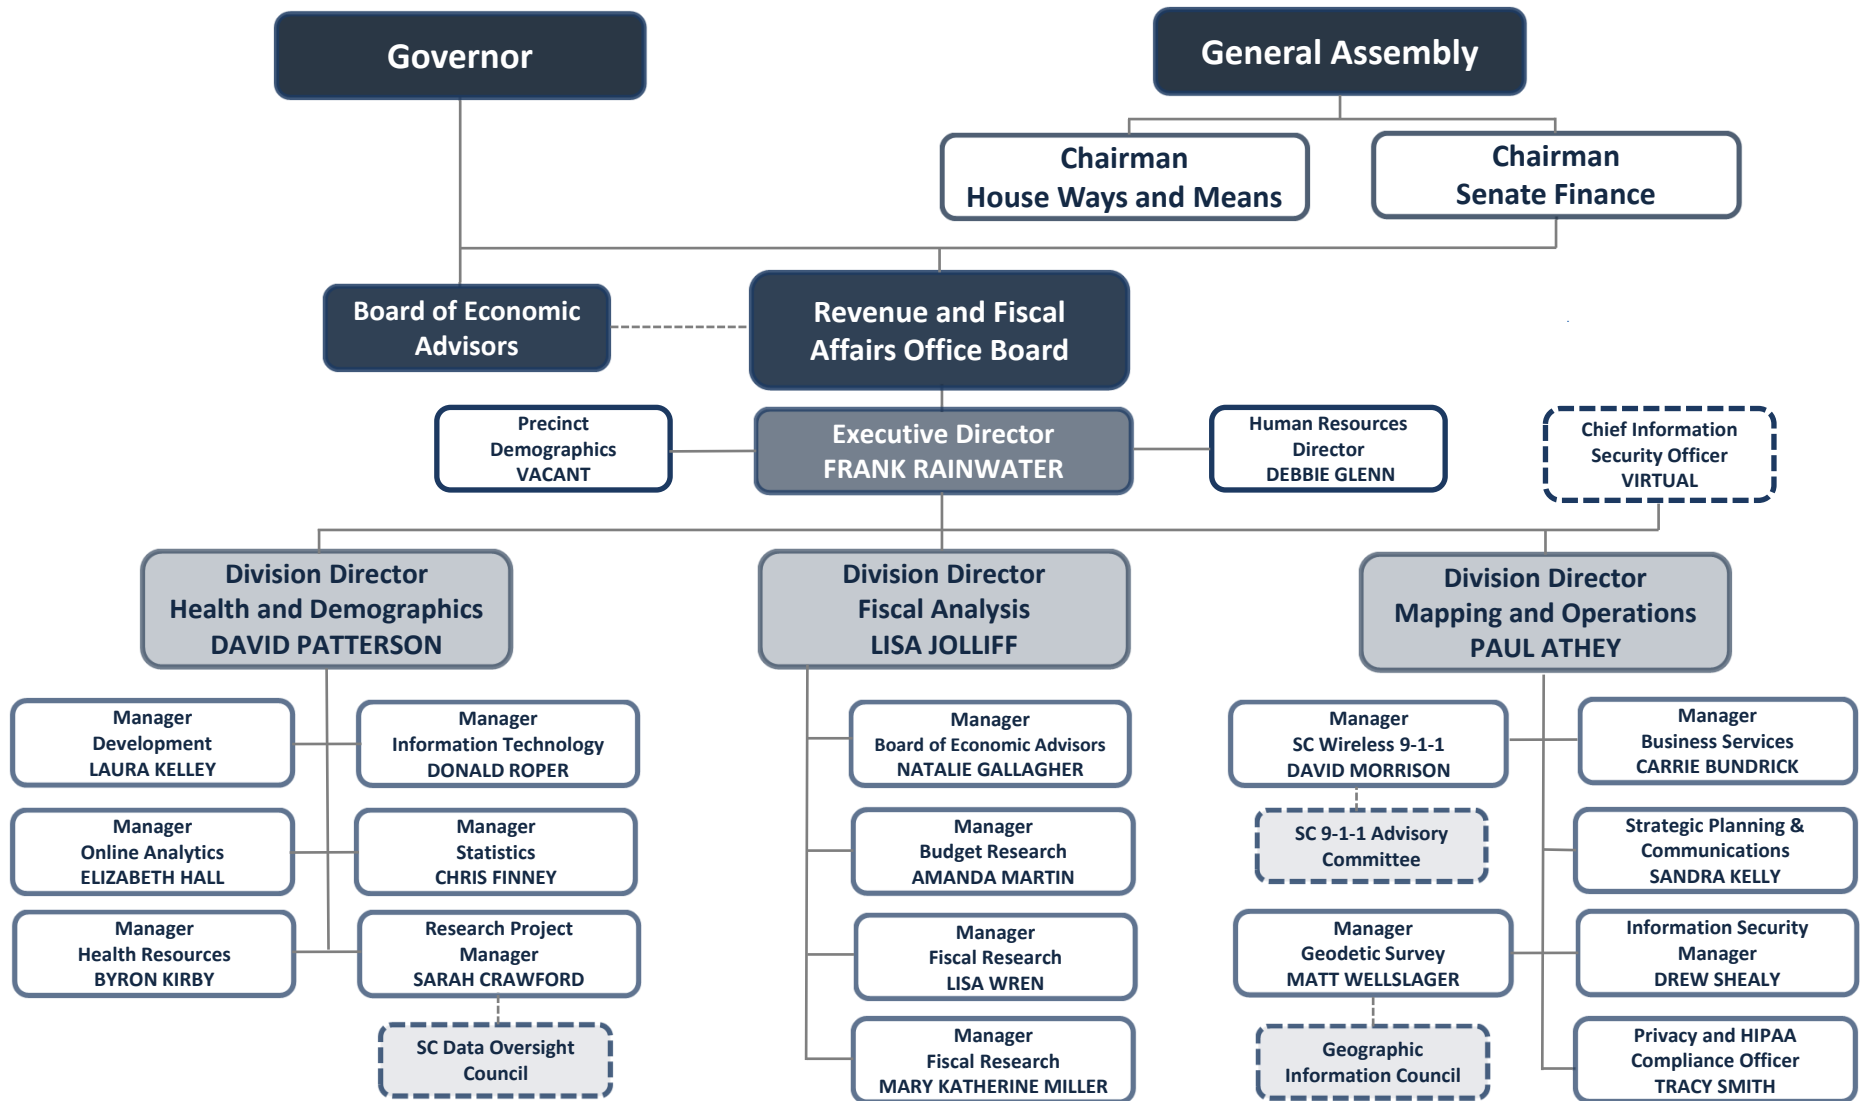 Governor
General Assembly
Chairman
House Ways and Means
Chairman
Senate Finance
Board of Economic
Advisors
Revenue and Fiscal
Affairs Office Board
Precinct
Demographics
VACANT
Executive Director
FRANK RAINWATER
Human Resources
Director
DEBBIE GLENN
Chief Information
Security Officer
VIRTUAL
Division Director
Health and Demographics
DAVID PATTERSON
Division Director
Fiscal Analysis
LISA JOLLIFF
Division Director
Mapping and Operations
PAUL ATHEY
Manager
Development
LAURA KELLEY
Manager
Information Technology
DONALD ROPER
Manager
Online Analytics
ELIZABETH HALL
Manager
Statistics
CHRIS FINNEY
Manager
Health Resources
BYRON KIRBY
Research Project
Manager
SARAH CRAWFORD
SC Data Oversight
Council
Manager
Board of Economic Advisors
NATALIE GALLAGHER
Manager
Budget Research
AMANDA MARTIN
Manager
Fiscal Research
LISA WREN
Manager
Fiscal Research
MARY KATHERINE MILLER
Manager
SC Wireless 9-1-1
DAVID MORRISON
SC 9-1-1 Advisory
Committee
Manager
Geodetic Survey
MATT WELLSLAGER
Geographic
Information Council
Manager
Business Services
CARRIE BUNDRICK
Strategic Planning &
Communications
SANDRA KELLY
Information Security
Manager
DREW SHEALY
Privacy and HIPAA
Compliance Officer
TRACY SMITH